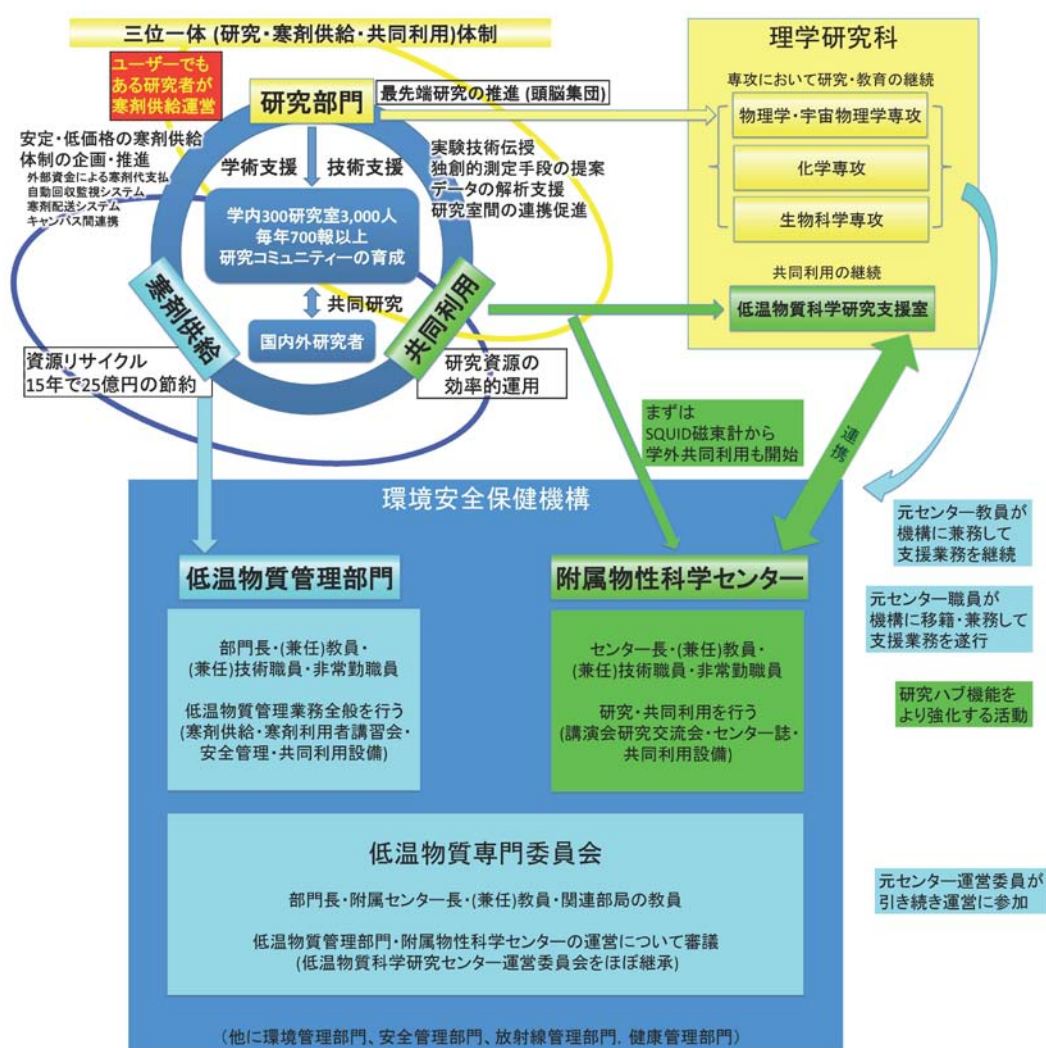 三位一体 (研究・寒剤供給・共同利用)体制
ユーザーでも
ある研究者が
寒剤供給運営
研究部門
最先端研究の推進 (頭脳集団)
安定・低価格の寒剤供給
体制の企画・推進
外部資金による寒剤代支払
自動回収監視システム
寒剤配送システム
キャンパス間連携
学術支援
技術支援
実験技術伝授
独創的測定手段の提案
データの解析支援
研究室間の連携促進
学内300研究室3,000人
毎年700報以上
研究コミュニティーの育成
共同研究
国内外研究者
寒剤供給
共同利用
資源リサイクル
15年で25億円の節約
研究資源の
効率的運用
理学研究科
専攻において研究・教育の継続
物理学・宇宙物理学専攻
化学専攻
生物科学専攻
共同利用の継続
低温物質科学研究支援室
まずは
SQUID磁束計から
学外共同利用も開始
連携
環境安全保健機構
低温物質管理部門
部門長・(兼任)教員・
(兼任)技術職員・非常勤職員
低温物質管理業務全般を行う
(寒剤供給・寒剤利用者講習会・
安全管理・共同利用設備)
附属物性科学センター
センター長・(兼任)教員・
(兼任)技術職員・非常勤職員
研究・共同利用を行う
(講演会研究交流会・センター誌・
共同利用設備)
低温物質専門委員会
部門長・附属センター長・(兼任)教員・関連部局の教員
低温物質管理部門・附属物性科学センターの運営について審議
(低温物質科学研究センター運営委員会をほぼ継承)
(他に環境管理部門、安全管理部門、放射線管理部門, 健康管理部門)
元センター教員が
機構に兼務して
支援業務を継続
元センター職員が
機構に移籍・兼務して
支援業務を遂行
研究ハブ機能を
より強化する活動
元センター運営委員が
引き続き運営に参加